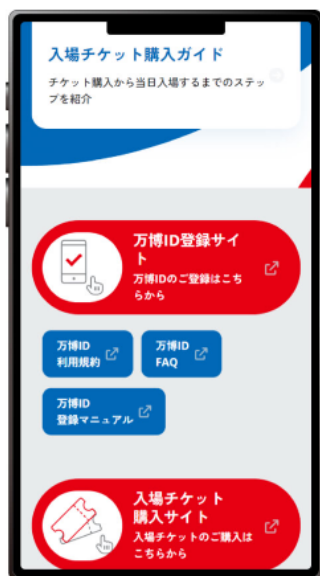 入場チケット購入ガイド
チケット購入から当日入場するまでのステッ
プを紹介
万博ID登録サイ
ト
万博IDのご登録はこち
らから
万博ID
利用規約
万博ID
FAQ
万博ID
登録マニュアル
入場チケット
購入サイト
入場チケットのご購入は
こちらから